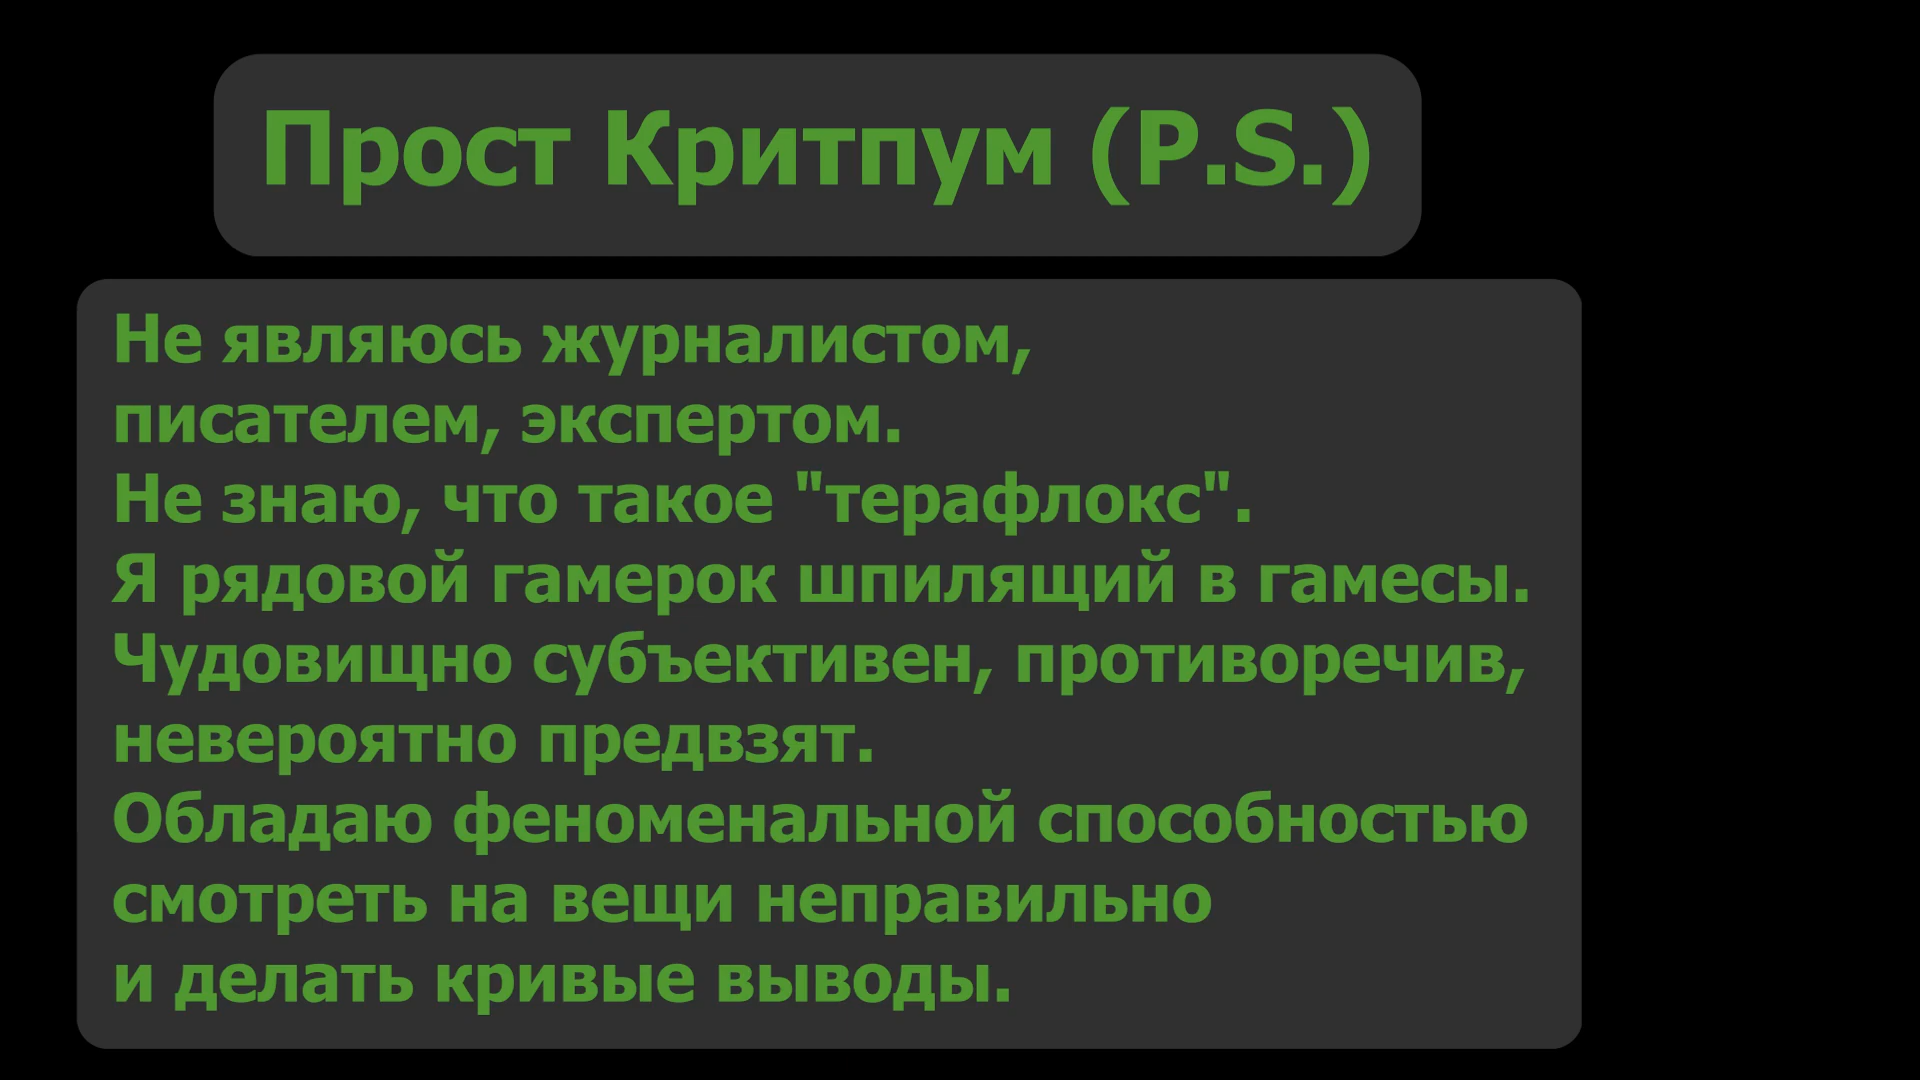 Прост Критпум (P.S.)
Не являюсь журналистом,
писателем, экспертом.
Не знаю, что такое "терафлокс".
Я рядовой гамерок шпилящий в гамесы.
Чудовищно субъективен, противоречив,
невероятно предвзят.
Обладаю феноменальной способностью
смотреть на вещи неправильно
и делать кривые выводы.